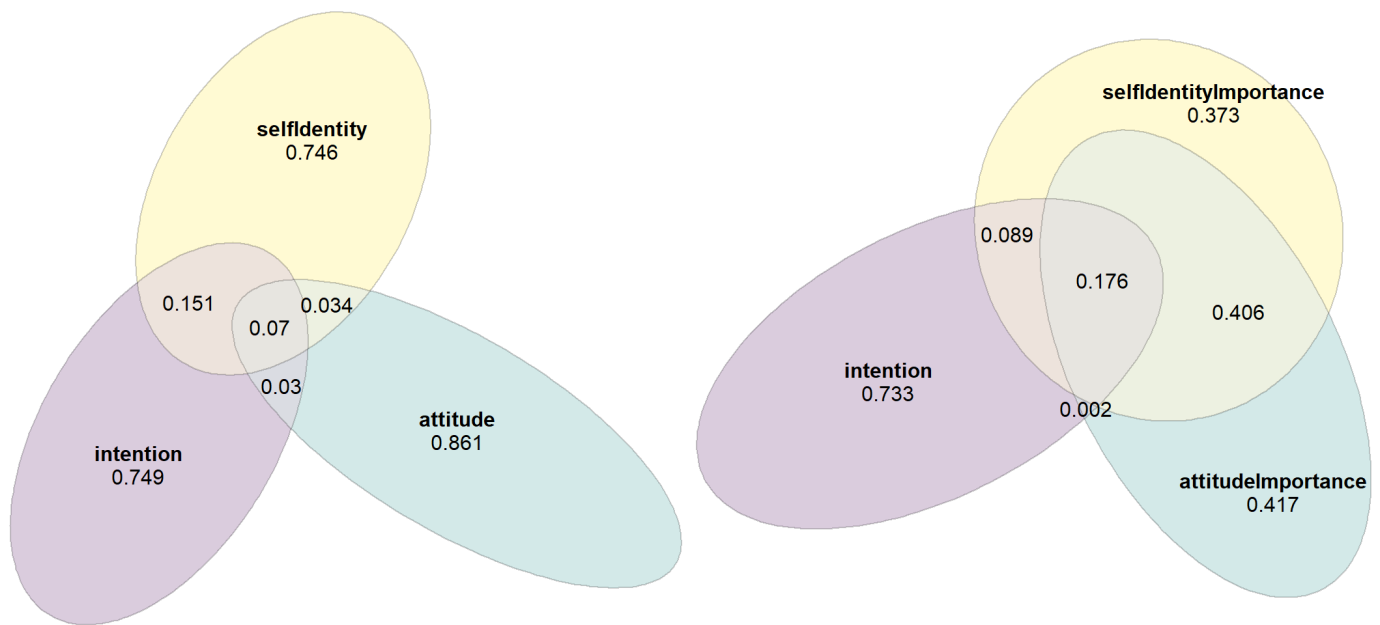 selfIdentity
0.746
0.151
0.034
0.07
0.03
attitude
0.861
intention
0.749
selfIdentityImportance
0.373
0.089
0.176
0.406
intention
0.733
0.002
attitudeImportance
0.417